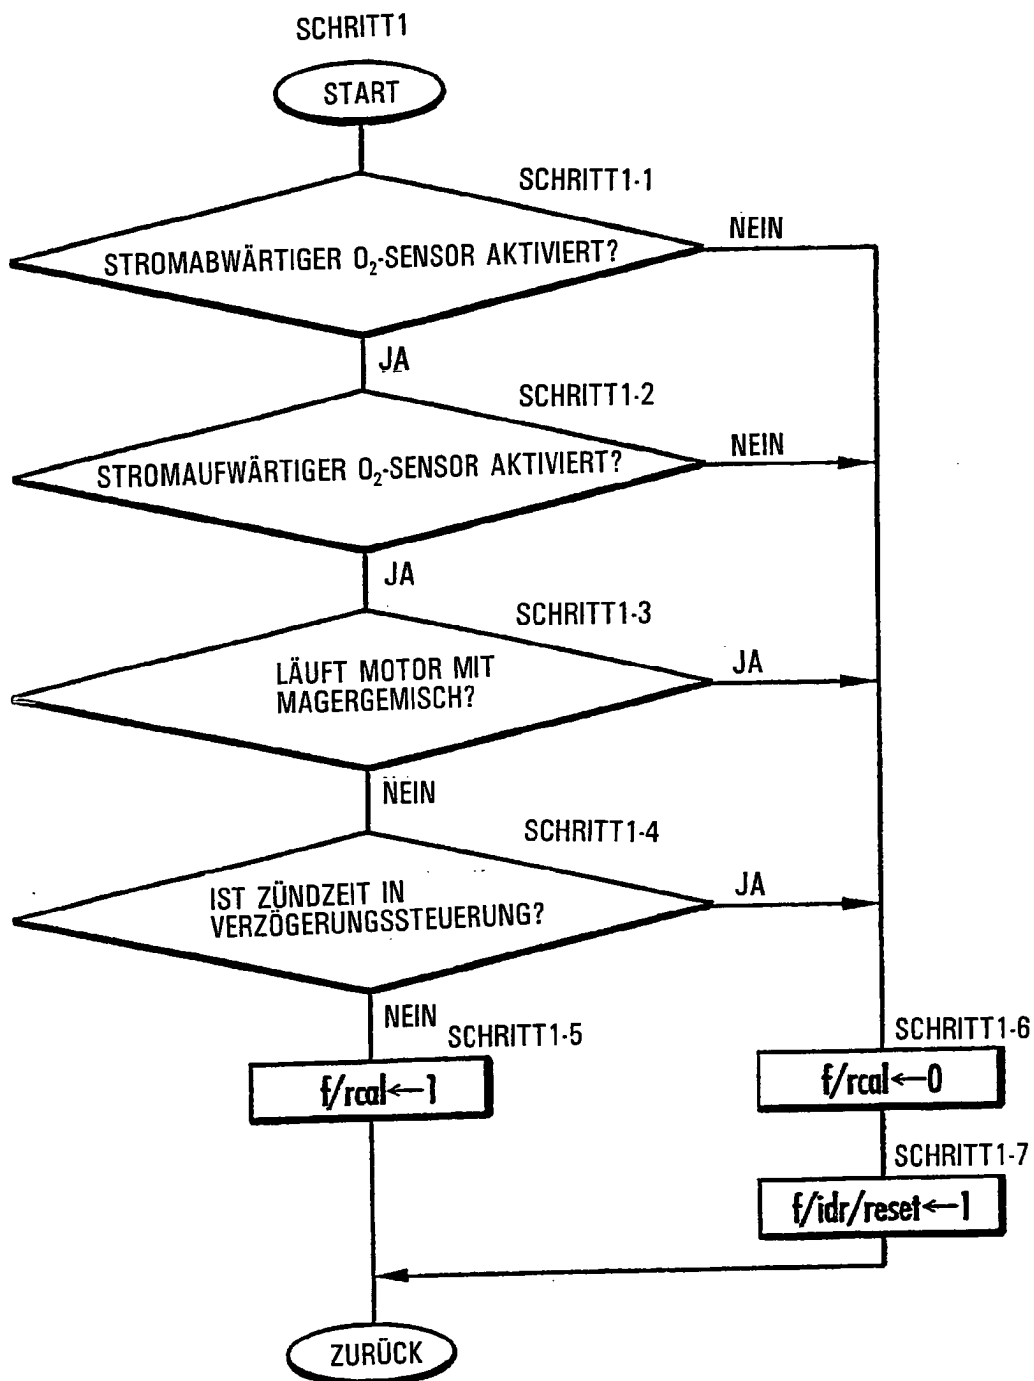 SCHRITT1
START
SCHRITT1-1
NEIN
STROMABWÄRTIGER O₂-SENSOR AKTIVIERT?
JA
SCHRITT1-2
NEIN
STROMAUFWÄRTIGER O₂-SENSOR AKTIVIERT?
JA
SCHRITT1-3
JA
LÄUFT MOTOR MIT
MAGERGEMISCH?
NEIN
SCHRITT1-4
JA
IST ZÜNDZEIT IN
VERZÖGERUNGSSTEUERUNG?
NEIN
SCHRITT1-5
SCHRITT1-6
f/rcal←1
f/rcal←0
SCHRITT1-7
f/idr/reset←1
ZURÜCK